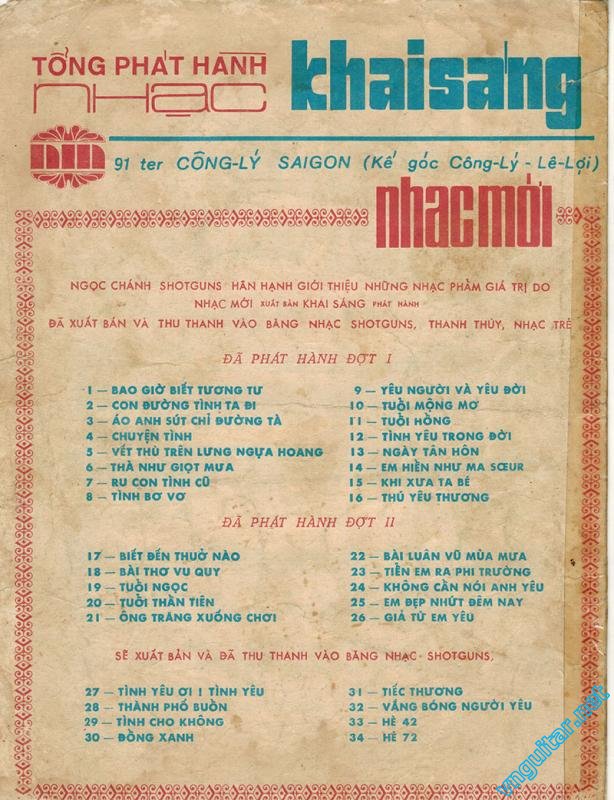 TỔNG PHÁT HÀNH
nhạc khai sáng
91 ter CÔNG-LÝ SAIGON (Kế góc Công-Lý - Lê-Lợi)
nhạc mới
NGỌC CHÁNH SHOTGUNS HÂN HẠNH GIỚI THIỆU NHỮNG NHẠC PHẨM GIÁ TRỊ DO
NHẠC MỚI XUẤT BẢN KHAI SÁNG PHÁT HÀNH
ĐÃ XUẤT BẢN VÀ THU THANH VÀO BĂNG NHẠC SHOTGUNS, THANH THÚY, NHẠC TRẺ
ĐÃ PHÁT HÀNH ĐỢT I
1 — BAO GIỜ BIẾT TƯƠNG TƯ
2 — CON ĐƯỜNG TÌNH TA ĐI
3 — ÁO ANH SÚT CHỈ ĐƯỜNG TÀ
4 — CHUYỆN TÌNH
5 — VẾT THÙ TRÊN LƯNG NGỰA HOANG
6 — THÀ NHƯ GIỌT MƯA
7 — RU CON TÌNH CŨ
8 — TÌNH BƠ VƠ
9 — YÊU NGƯỜI VÀ YÊU ĐỜI
10 — TUỔI MỘNG MƠ
11 — TUỔI HỒNG
12 — TÌNH YÊU TRONG ĐỜI
13 — NGÀY TÂN HÔN
14 — EM HIỀN NHƯ MA SŒUR
15 — KHI XƯA TA BÉ
16 — THÚ YÊU THƯƠNG
ĐÃ PHÁT HÀNH ĐỢT II
17 — BIẾT ĐẾN THUỞ NÀO
18 — BÀI THƠ VU QUY
19 — TUỔI NGỌC
20 — TUỔI THẦN TIÊN
21 — ÔNG TRĂNG XUỐNG CHƠI
22 — BÀI LUÂN VŨ MÙA MƯA
23 — TIỄN EM RA PHI TRƯỜNG
24 — KHÔNG CẦN NÓI ANH YÊU
25 — EM ĐẸP NHỨT ĐÊM NAY
26 — GIẢ TỪ EM YÊU
SẼ XUẤT BẢN VÀ ĐÃ THU THANH VÀO BĂNG NHẠC SHOTGUNS,
27 — TÌNH YÊU ƠI ! TÌNH YÊU
28 — THÀNH PHỐ BUỒN
29 — TÌNH CHO KHÔNG
30 — ĐỒNG XANH
31 — TIẾC THƯƠNG
32 — VẮNG BÓNG NGƯỜI YÊU
33 — HÈ 42
34 — HÈ 72
vnguitar.net